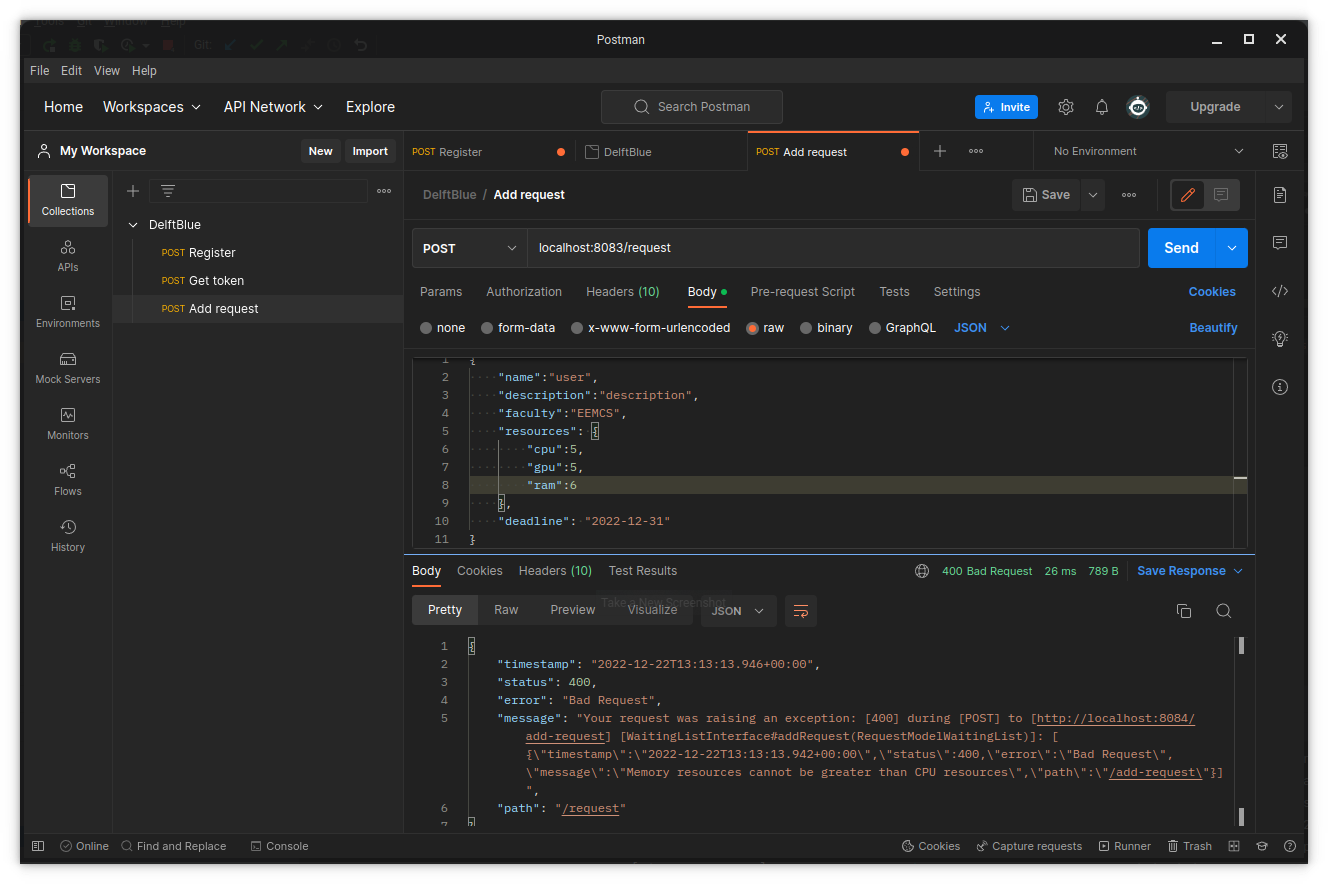 Tools Git Window Help
Git:
Postman
File Edit View Help
Home Workspaces API Network Explore Search Postman Invite Upgrade
My Workspace New Import POST Register DelftBlue POST Add request No Environment
Collections
DelftBlue / Add request Save
DelftBlue
POST Register
POST Get token
POST Add request
APIs
Environments
Mock Servers
Monitors
Flows
History
POST localhost:8083/request Send
Params Authorization Headers (10) Body Pre-request Script Tests Settings Cookies
none form-data x-www-form-urlencoded raw binary GraphQL JSON Beautify
1 {
2 "name":"user",
3 "description":"description",
4 "faculty":"EEMCS",
5 "resources": {
6 "cpu":5,
7 "gpu":5,
8 "ram":6
9 },
10 "deadline": "2022-12-31"
11 }
Body Cookies Headers (10) Test Results 400 Bad Request 26 ms 789 B Save Response
Take a New Screenshot
Pretty Raw Preview Visualize JSON
1 {
2 "timestamp": "2022-12-22T13:13:13.946+00:00",
3 "status": 400,
4 "error": "Bad Request",
5 "message": "Your request was raising an exception: [400] during [POST] to [http://localhost:8084/
add-request] [WaitingListInterface#addRequest(RequestModelWaitingList)]: [
{\"timestamp\":\"2022-12-22T13:13:13.942+00:00\",\"status\":400,\"error\":\"Bad Request\",
\"message\":\"Memory resources cannot be greater than CPU resources\",\"path\":\"/add-request\"}]
",
6 "path": "/request"
7 }
Online Find and Replace Console Cookies Capture requests Runner Trash